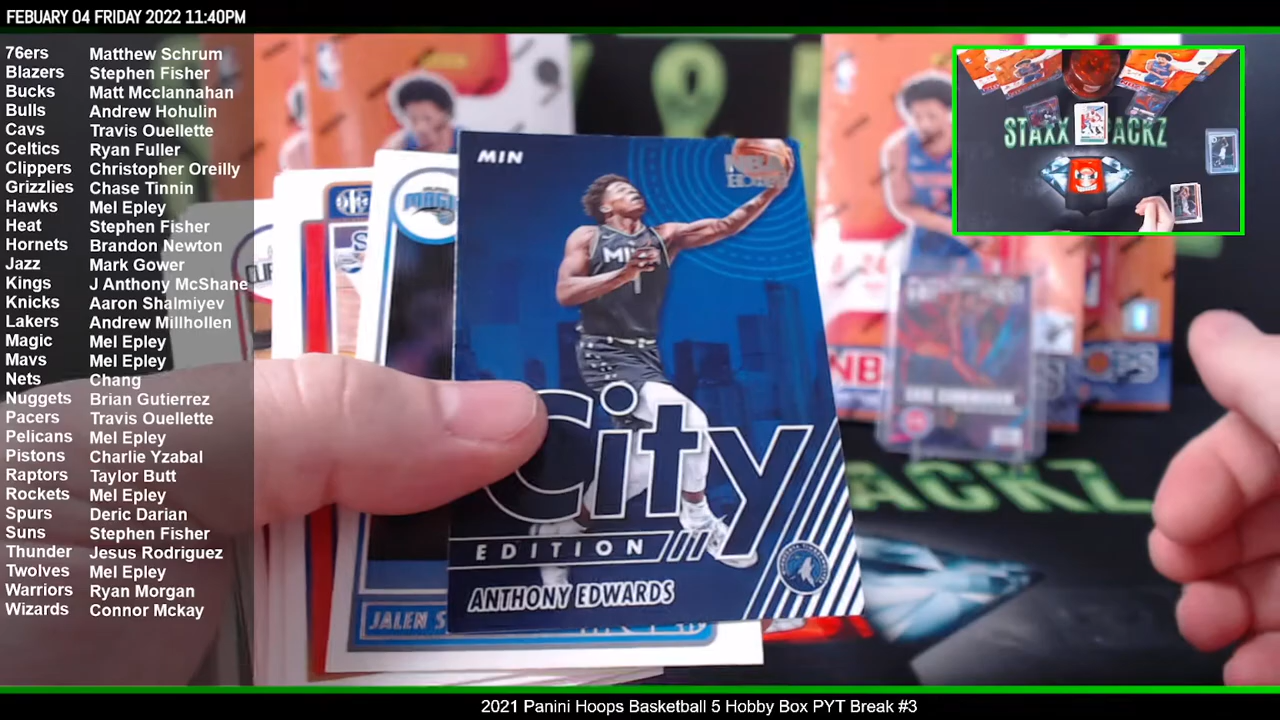 FEBUARY 04 FRIDAY 2022 11:40PM
76ers Matthew Schrum
Blazers Stephen Fisher
Bucks Matt Mcclannahan
Bulls Andrew Hohulin
Cavs Travis Ouellette
Celtics Ryan Fuller
Clippers Christopher Oreilly
Grizzlies Chase Tinnin
Hawks Mel Epley
Heat Stephen Fisher
Hornets Brandon Newton
Jazz Mark Gower
Kings J Anthony McShane
Knicks Aaron Shalmiyev
Lakers Andrew Millhollen
Magic Mel Epley
Mavs Mel Epley
Nets Chang
Nuggets Brian Gutierrez
Pacers Travis Ouellette
Pelicans Mel Epley
Pistons Charlie Yzabal
Raptors Taylor Butt
Rockets Mel Epley
Spurs Deric Darian
Suns Stephen Fisher
Thunder Jesus Rodriguez
Twolves Mel Epley
Warriors Ryan Morgan
Wizards Connor Mckay
MIN
NBA
HOOPS
MAGIC
City
EDITION
ANTHONY EDWARDS
JALEN S
NB
ACKZ
STAXX PACKZ
2021 Panini Hoops Basketball 5 Hobby Box PYT Break #3